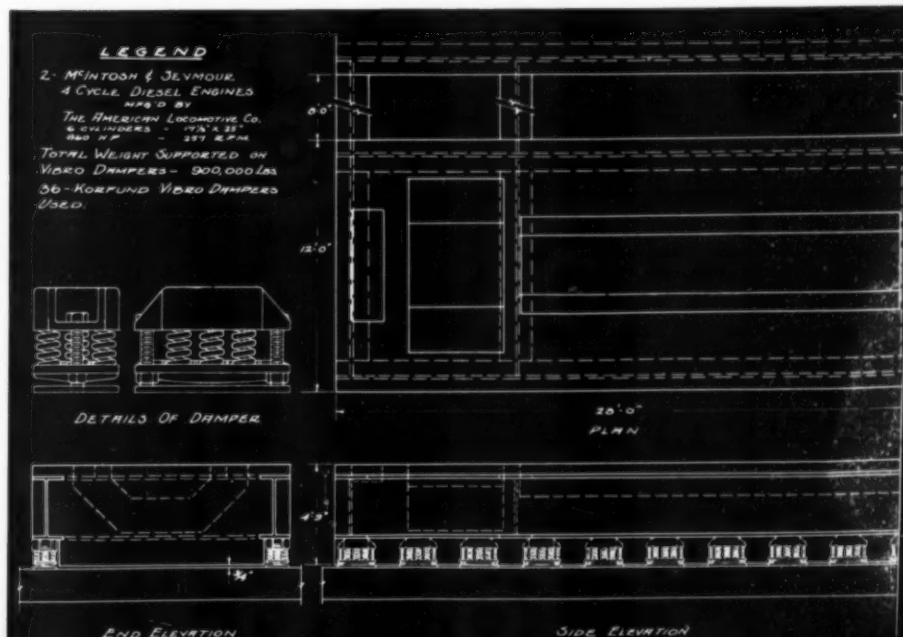 LEGEND
2- McINTOSH & SEYMOUR
4 CYCLE DIESEL ENGINES
MFG'D BY
THE AMERICAN LOCOMOTIVE CO.
6 CYLINDERS -
- 257 R.P.M.
TOTAL WEIGHT SUPPORTED ON
VIBRO DAMPERS - 900,000 LBS
36-KORFUND VIBRO DAMPERS
USED.
8'-0"
12'-0"
DETAILS OF DAMPER
28'-0"
PLAN
END ELEVATION
SIDE ELEVATION